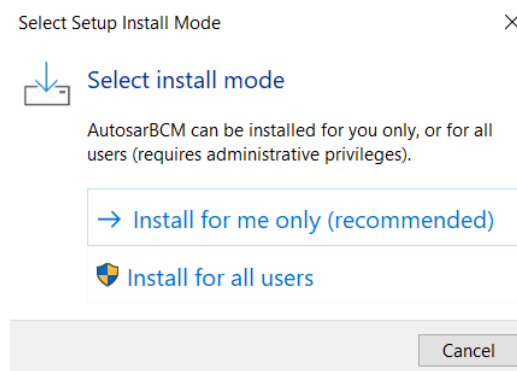 Select Setup Install Mode
Select install mode
AutosarBCM can be installed for you only, or for all
users (requires administrative privileges).
Install for me only (recommended)
Install for all users
Cancel